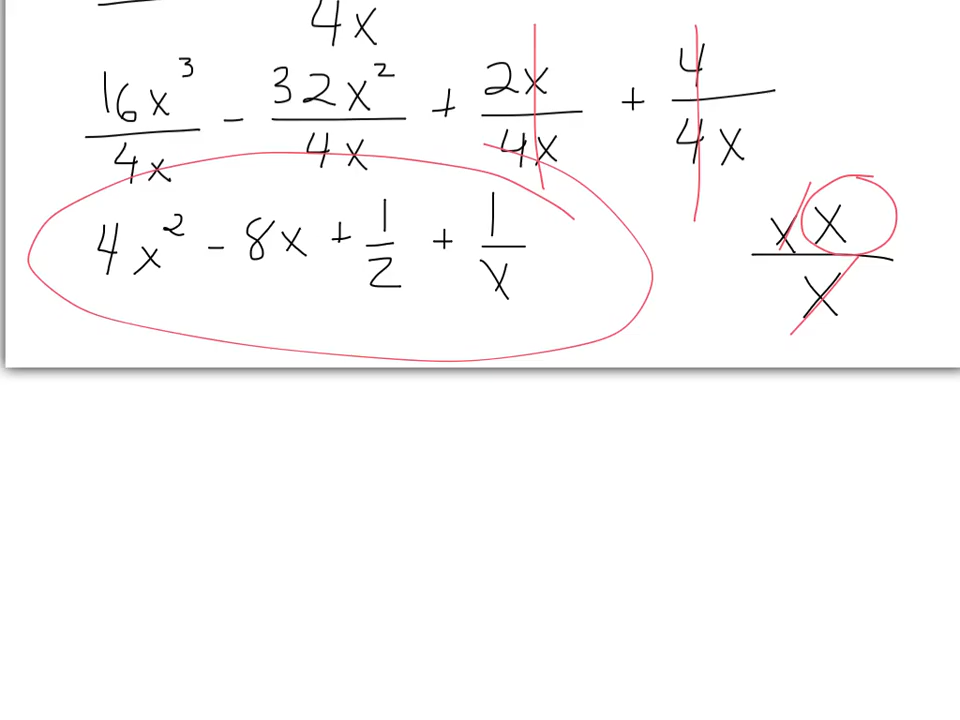 4x
16x³/4x - 32x²/4x + 2x/4x + 4/4x
4x² - 8x + 1/2 + 1/x
xx/x